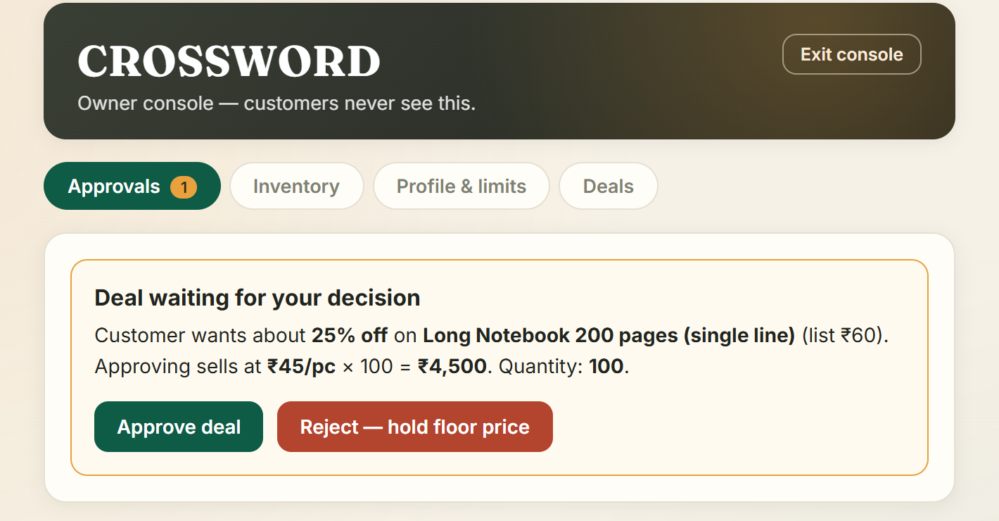 CROSSWORD
Exit console
Owner console — customers never see this.
Approvals 1
Inventory
Profile & limits
Deals
Deal waiting for your decision
Customer wants about 25% off on Long Notebook 200 pages (single line) (list ₹60).
Approving sells at ₹45/pc × 100 = ₹4,500. Quantity: 100.
Approve deal
Reject — hold floor price